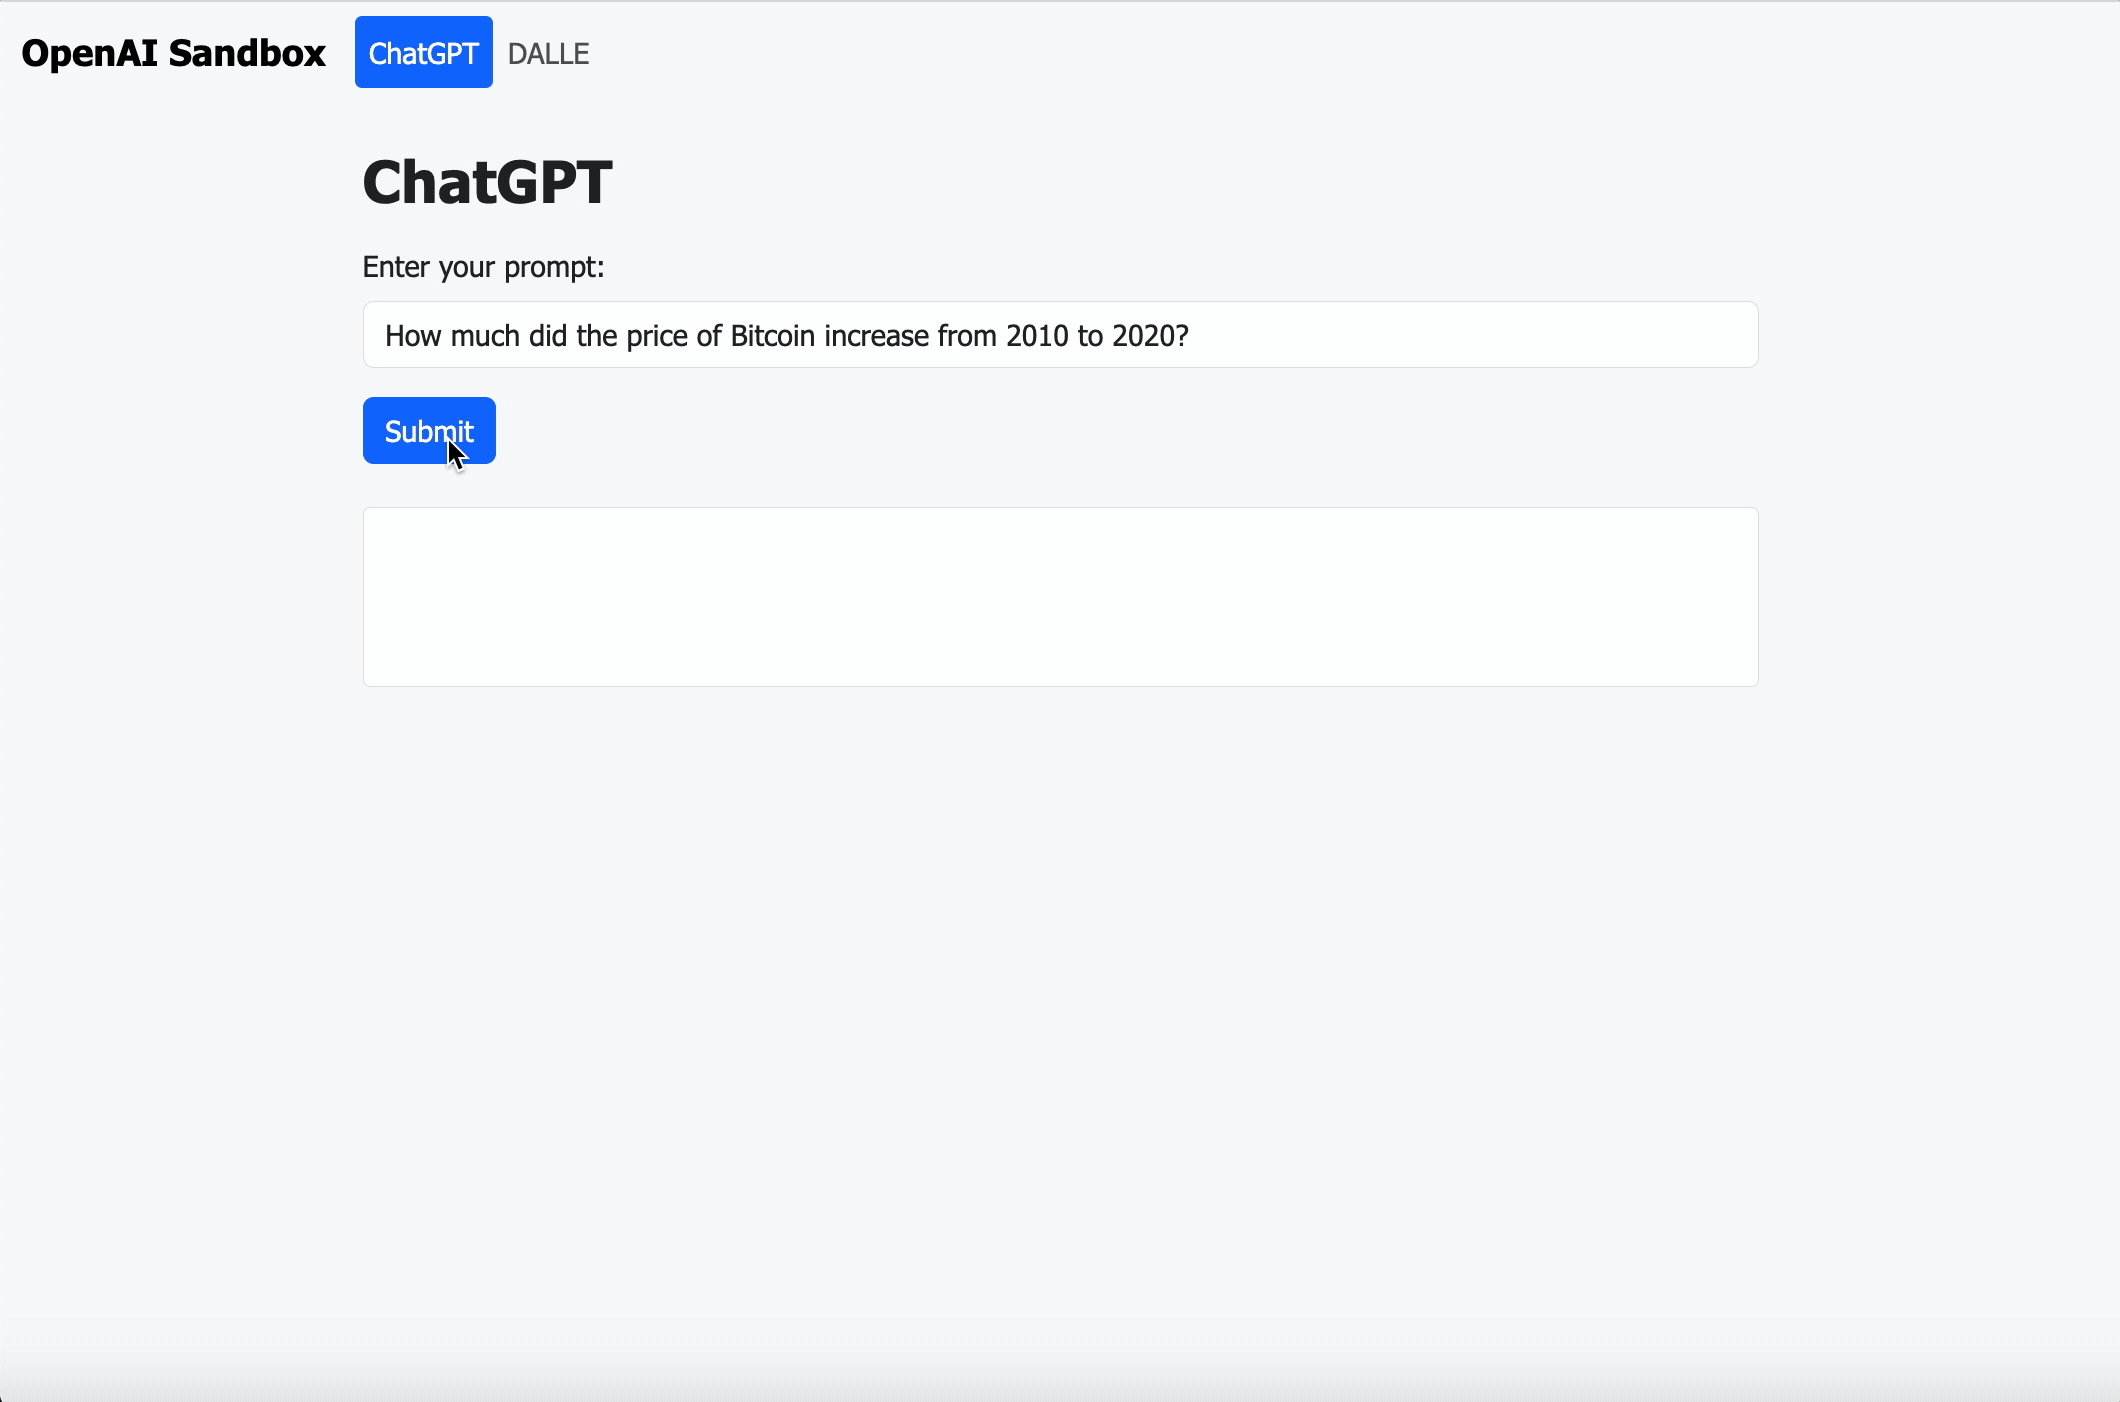 OpenAI Sandbox ChatGPT DALLE
ChatGPT
Enter your prompt:
How much did the price of Bitcoin increase from 2010 to 2020?
Submit